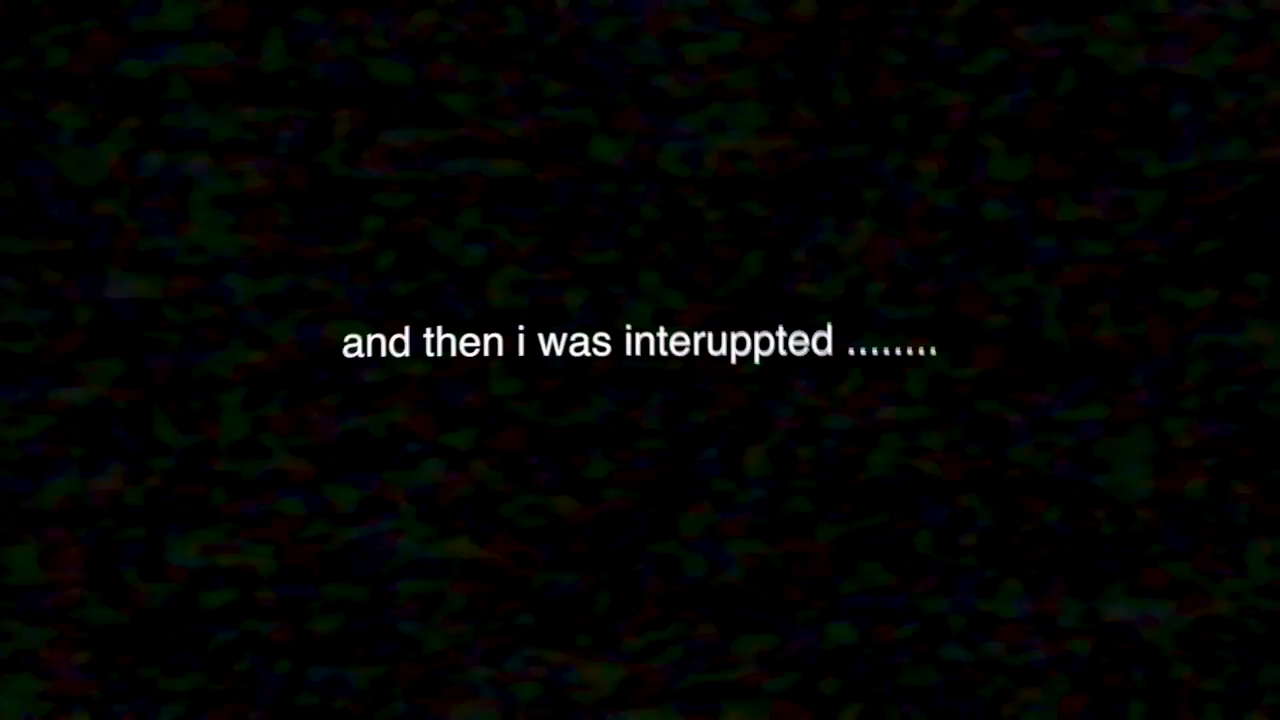 and then i was interuppted ........